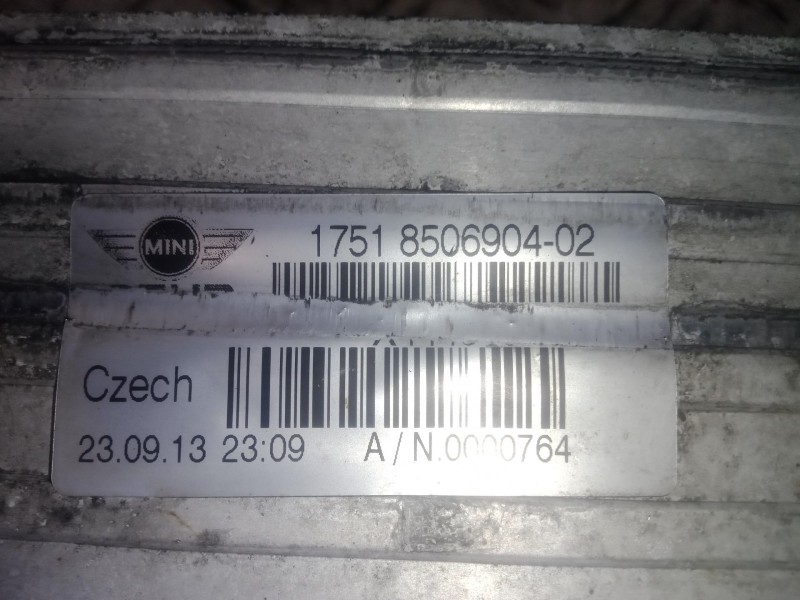 MINI
1751 8506904-02
Czech
23.09.13 23:09 A/N.0000764